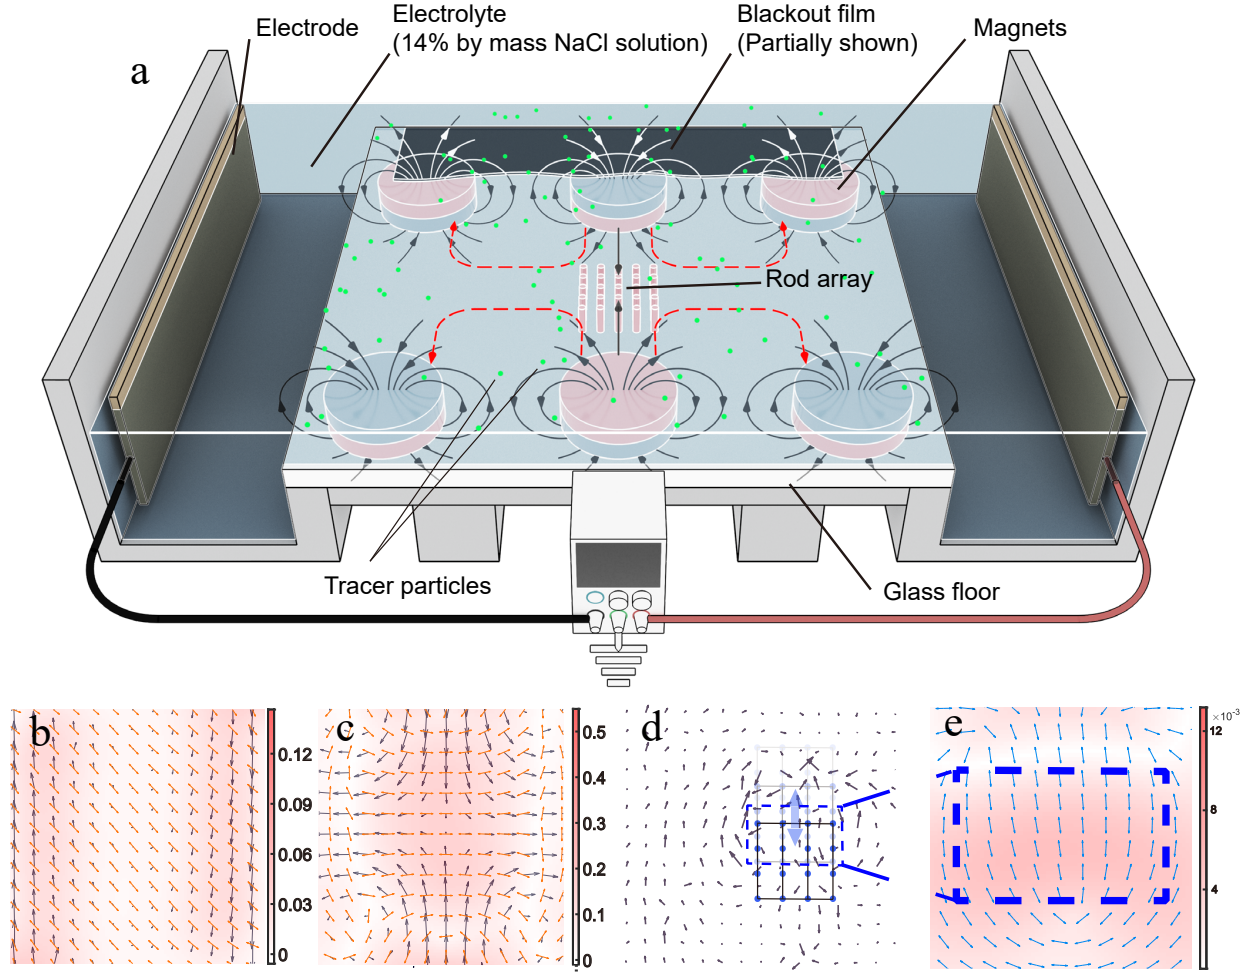 Electrode
Electrolyte
(14% by mass NaCl solution)
Blackout film
(Partially shown)
Magnets
a
Rod array
Tracer particles
Glass floor
b
0.12
0.09
0.06
0.03
0
c
0.5
0.4
0.3
0.2
0.1
0
d
e
×10⁻³
12
8
4